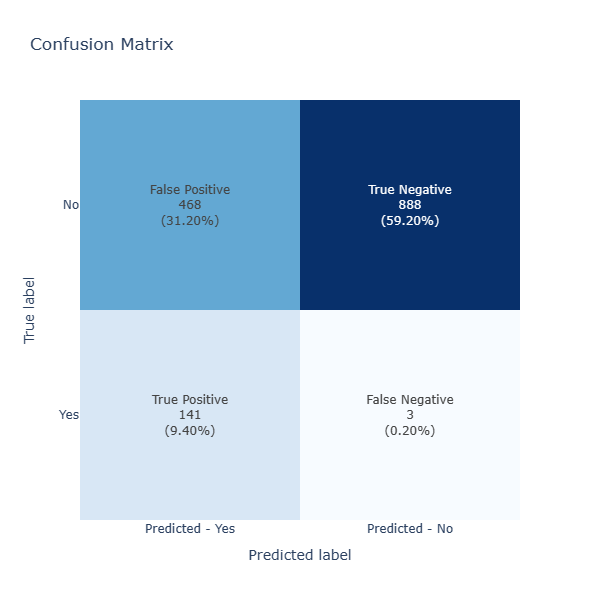 Confusion Matrix
False Positive
468
(31.20%)
True Negative
888
(59.20%)
No
True label
True Positive
141
(9.40%)
False Negative
3
(0.20%)
Yes
Predicted - Yes
Predicted - No
Predicted label